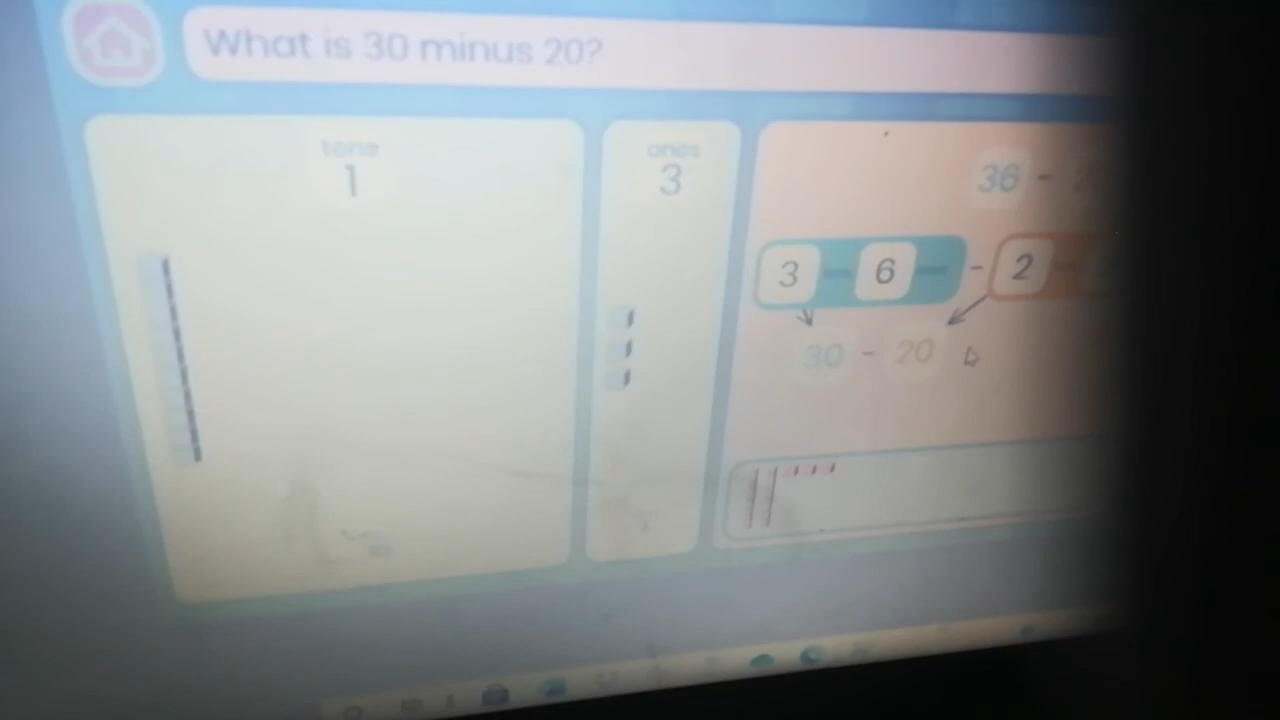 What is 30 minus 20?
tens
1
ones
3
36 -
3 6 - 2
30 - 20